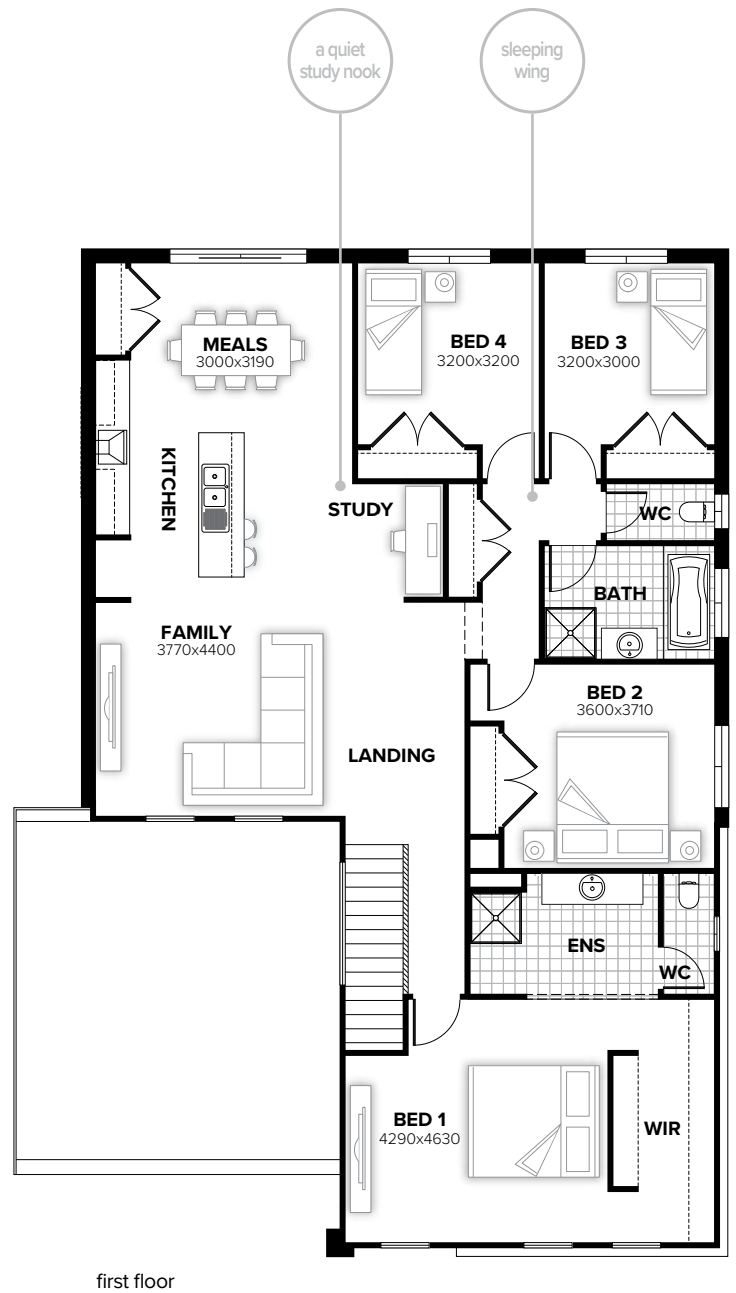 a quiet
study nook
sleeping
wing
MEALS
3000x3190
BED 4
3200x3200
BED 3
3200x3000
KITCHEN
STUDY
WC
BATH
FAMILY
3770x4400
BED 2
3600x3710
LANDING
ENS
WC
BED 1
4290x4630
WIR
first floor